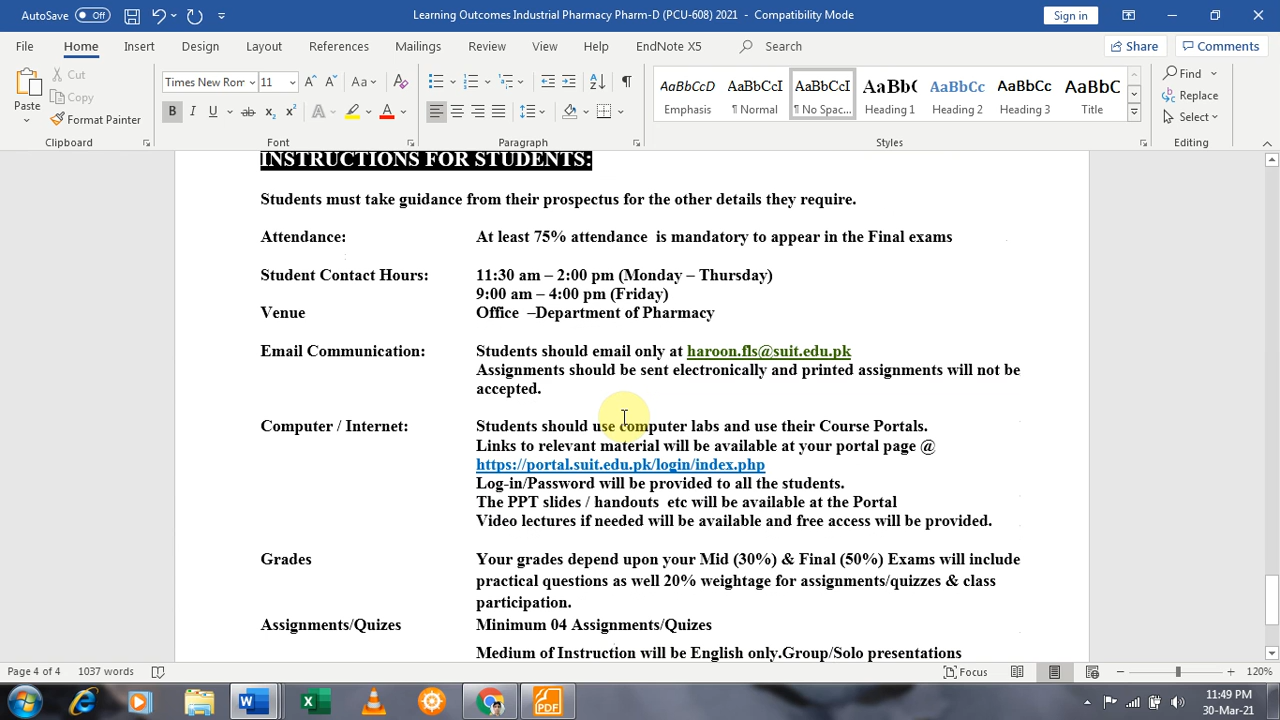 AutoSave Off Learning Outcomes Industrial Pharmacy Pharm-D (PCU-608) 2021 - Compatibility Mode Sign in
File Home Insert Design Layout References Mailings Review View Help EndNote X5 Search Share Comments
Paste Cut Copy Format Painter
Times New Rom 11
Aa
B I U ab x₂ x² A A
AaBbCcD AaBbCcI AaBbCcI AaBb( AaBbCc AaBbCc AaBbC
Emphasis ¶ Normal ¶ No Spac... Heading 1 Heading 2 Heading 3 Title
Find
Replace
Select
Clipboard Font Paragraph Styles Editing
INSTRUCTIONS FOR STUDENTS:
Students must take guidance from their prospectus for the other details they require.
Attendance: At least 75% attendance is mandatory to appear in the Final exams
Student Contact Hours: 11:30 am – 2:00 pm (Monday – Thursday)
9:00 am – 4:00 pm (Friday)
Venue Office –Department of Pharmacy
Email Communication: Students should email only at haroon.fls@suit.edu.pk
Assignments should be sent electronically and printed assignments will not be
accepted.
Computer / Internet: Students should use computer labs and use their Course Portals.
Links to relevant material will be available at your portal page @
https://portal.suit.edu.pk/login/index.php
Log-in/Password will be provided to all the students.
The PPT slides / handouts etc will be available at the Portal
Video lectures if needed will be available and free access will be provided.
Grades Your grades depend upon your Mid (30%) & Final (50%) Exams will include
practical questions as well 20% weightage for assignments/quizzes & class
participation.
Assignments/Quizes Minimum 04 Assignments/Quizes
Medium of Instruction will be English only.Group/Solo presentations
Page 4 of 4 1037 words Focus 120%
11:49 PM
30-Mar-21